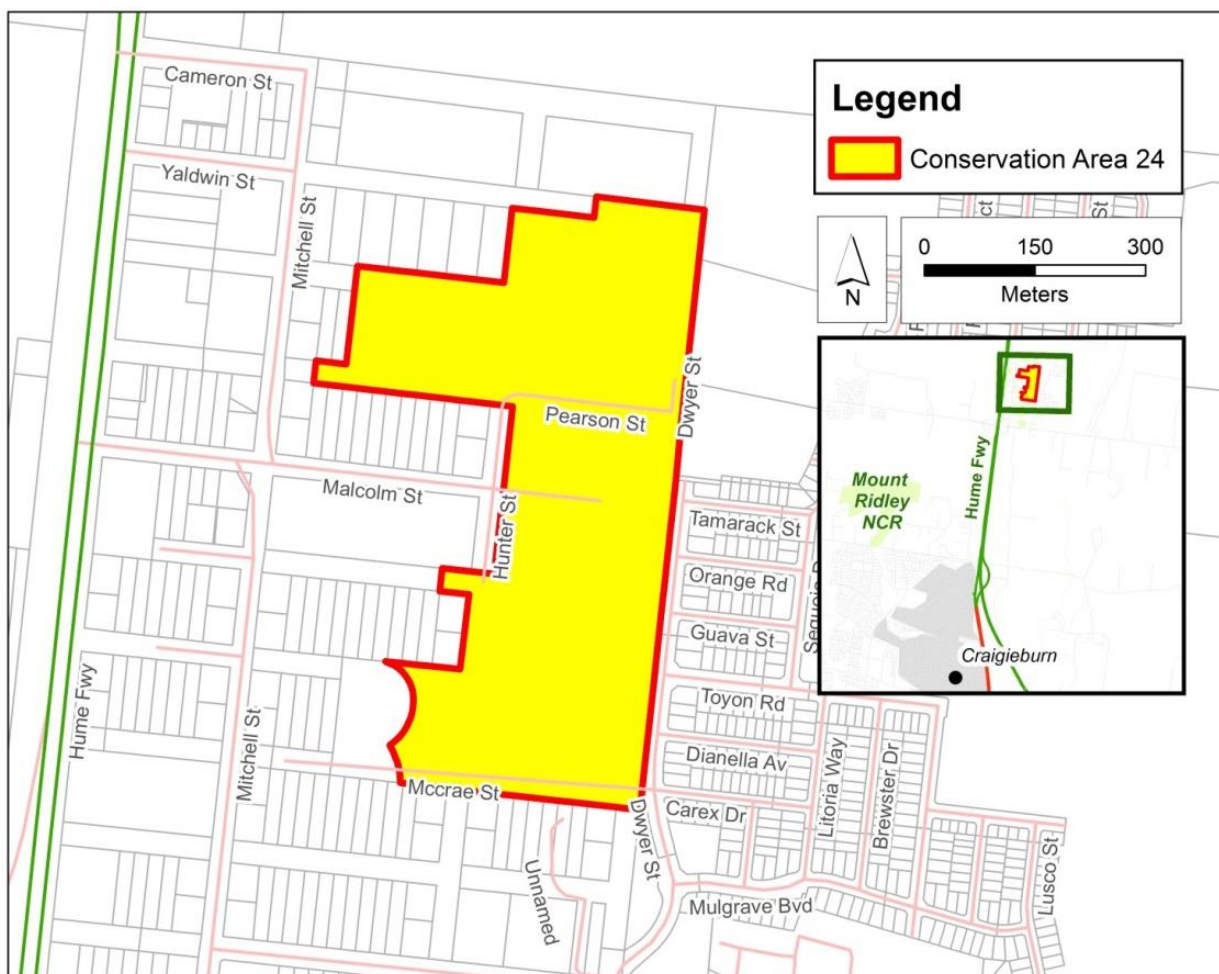 Cameron St
Yaldwin St
Mitchell St
Pearson St
Dwyer St
Malcolm St
Hunter St
Tamarack St
Orange Rd
Guava St
Toyon Rd
Dianella Av
Carex Dr
Litoria Way
Brewster Dr
Lusco St
Hume Fwy
Mitchell St
Mccrae St
Unnamed
Dwyer St
Mulgrave Bvd
Legend
Conservation Area 24
ct
St
N
0 150 300
Meters
Mount
Ridley
NCR
Hume Fwy
Craigieburn